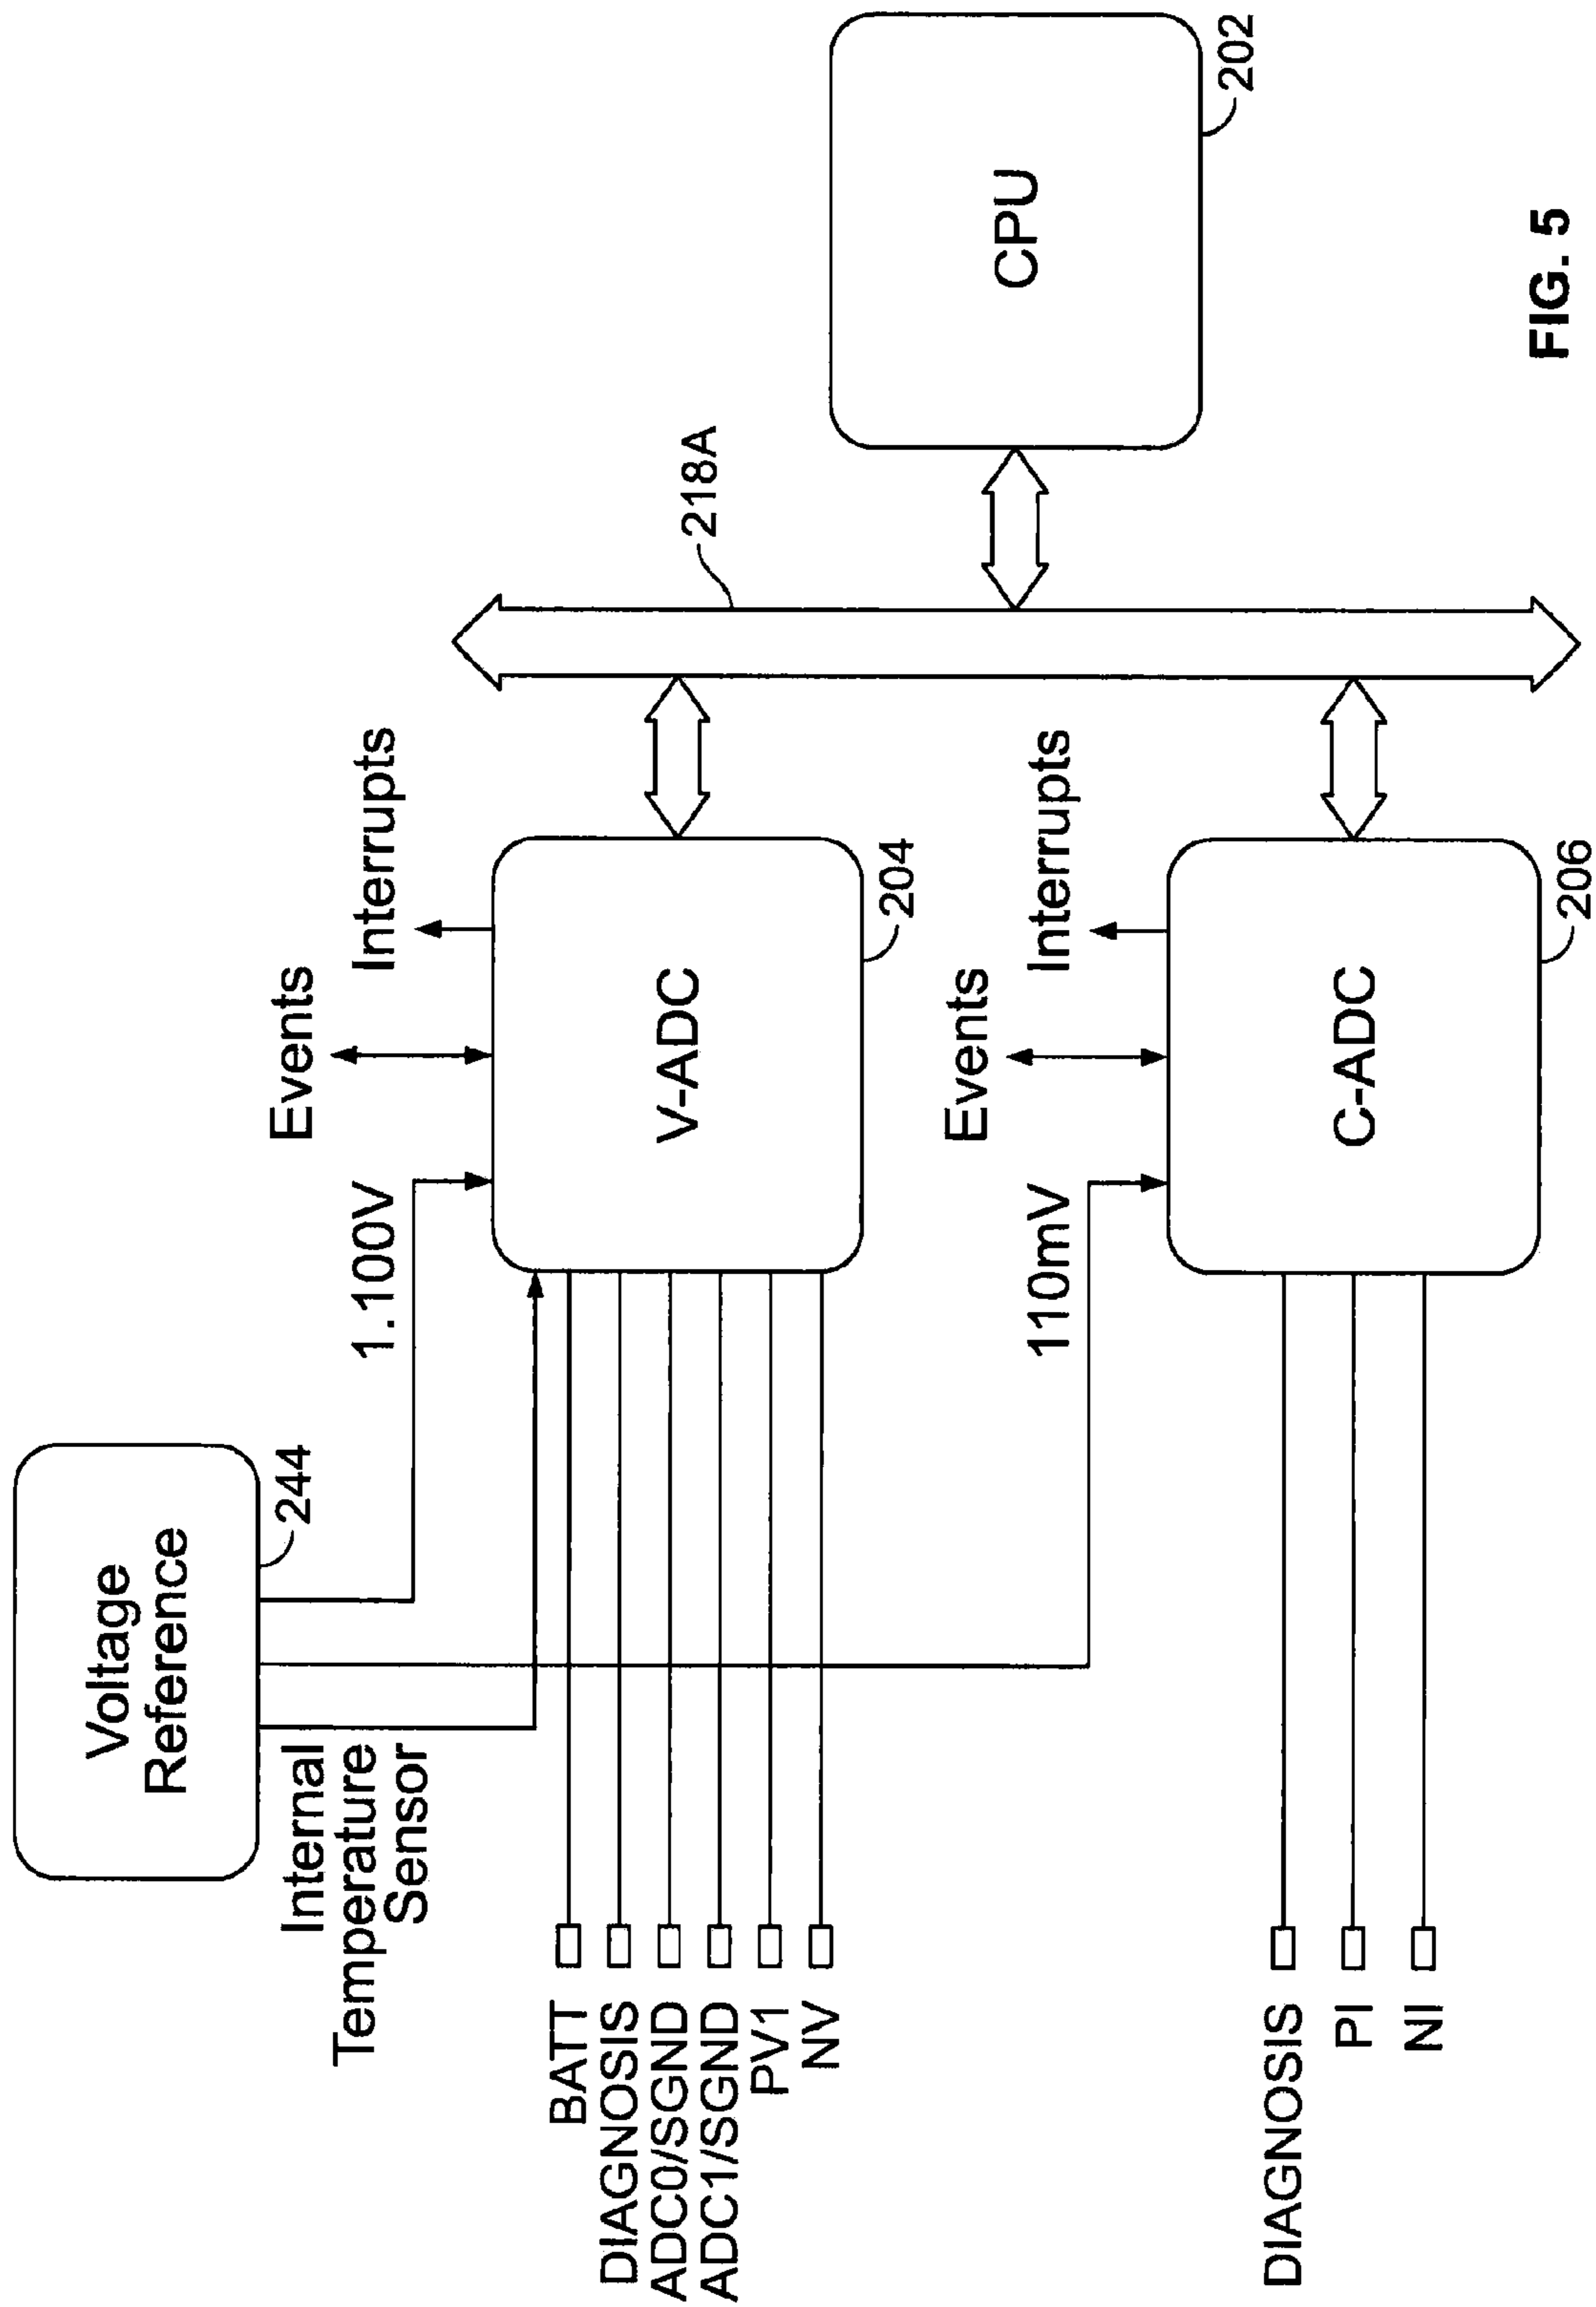 Voltage
Reference
244
Internal
Temperature
Sensor
1.100V
Events
Interrupts
BATT
DIAGNOSIS
ADC0/SGND
ADC1/SGND
PV1
NV
V-ADC
204
218A
CPU
202
110mV
Events
Interrupts
DIAGNOSIS
PI
NI
C-ADC
206
FIG. 5